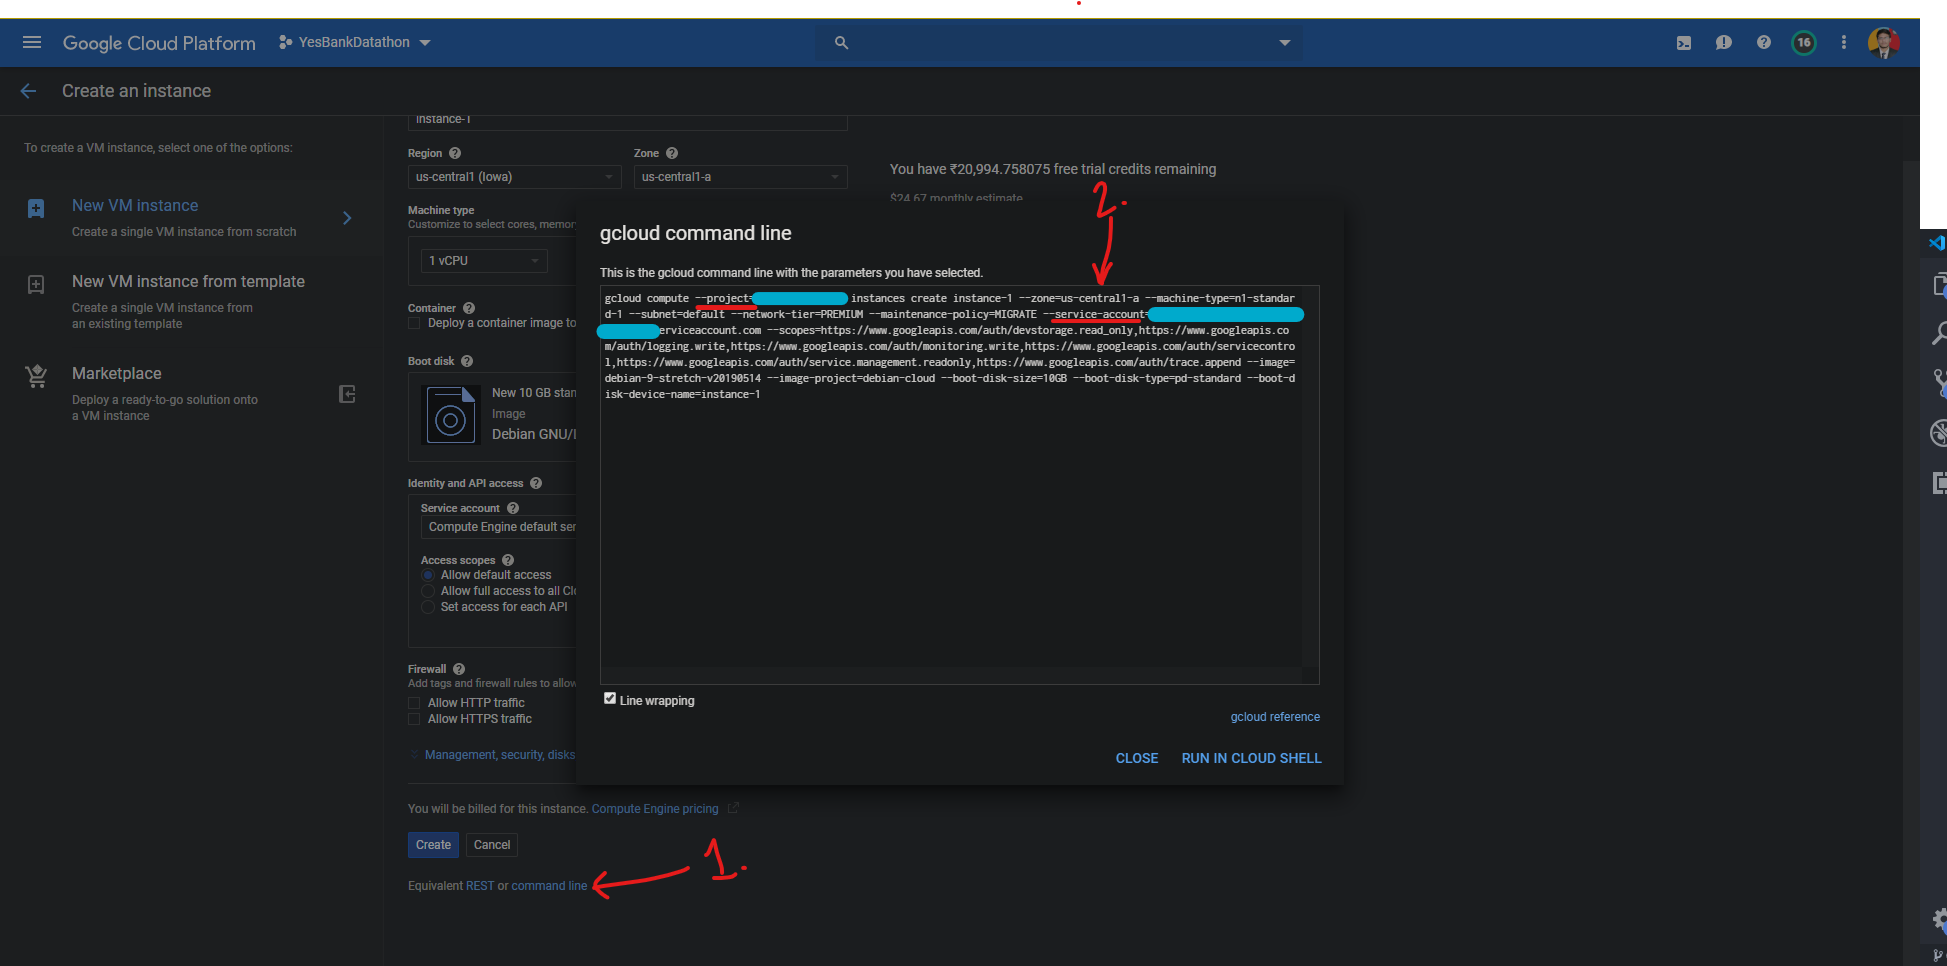 Google Cloud Platform
YesBankDatathon
16
Create an instance
To create a VM instance, select one of the options:
New VM instance
Create a single VM instance from scratch
New VM instance from template
Create a single VM instance from
an existing template
Marketplace
Deploy a ready-to-go solution onto
a VM instance
instance-1
Region
Zone
us-central1 (Iowa)
us-central1-a
Machine type
Customize to select cores, memory
1 vCPU
Container
Deploy a container image to
Boot disk
New 10 GB stan
Image
Debian GNU/L
Identity and API access
Service account
Compute Engine default ser
Access scopes
Allow default access
Allow full access to all Clo
Set access for each API
Firewall
Add tags and firewall rules to allow
Allow HTTP traffic
Allow HTTPS traffic
Management, security, disks
You will be billed for this instance. Compute Engine pricing
Create
Cancel
Equivalent REST or command line
1.
You have ₹20,994.758075 free trial credits remaining
$24.67 monthly estimate
2.
gcloud command line
This is the gcloud command line with the parameters you have selected.
gcloud compute --project= instances create instance-1 --zone=us-central1-a --machine-type=n1-standar
d-1 --subnet=default --network-tier=PREMIUM --maintenance-policy=MIGRATE --service-account=
erviceaccount.com --scopes=https://www.googleapis.com/auth/devstorage.read_only,https://www.googleapis.co
m/auth/logging.write,https://www.googleapis.com/auth/monitoring.write,https://www.googleapis.com/auth/servicecontro
l,https://www.googleapis.com/auth/service.management.readonly,https://www.googleapis.com/auth/trace.append --image=
debian-9-stretch-v20190514 --image-project=debian-cloud --boot-disk-size=10GB --boot-disk-type=pd-standard --boot-d
isk-device-name=instance-1
Line wrapping
gcloud reference
CLOSE
RUN IN CLOUD SHELL